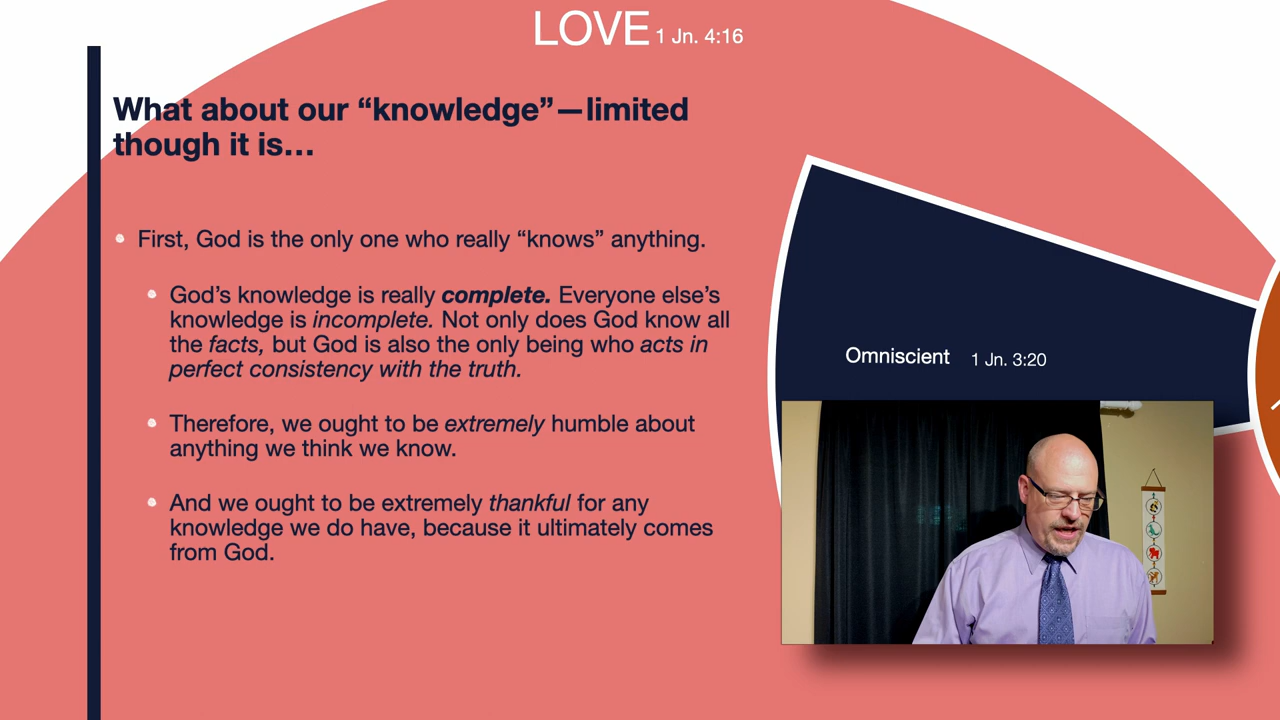 LOVE 1 Jn. 4:16
What about our “knowledge”—limited
though it is…
• First, God is the only one who really “knows” anything.
• God’s knowledge is really complete. Everyone else’s
knowledge is incomplete. Not only does God know all
the facts, but God is also the only being who acts in
perfect consistency with the truth.
• Therefore, we ought to be extremely humble about
anything we think we know.
• And we ought to be extremely thankful for any
knowledge we do have, because it ultimately comes
from God.
Omniscient 1 Jn. 3:20